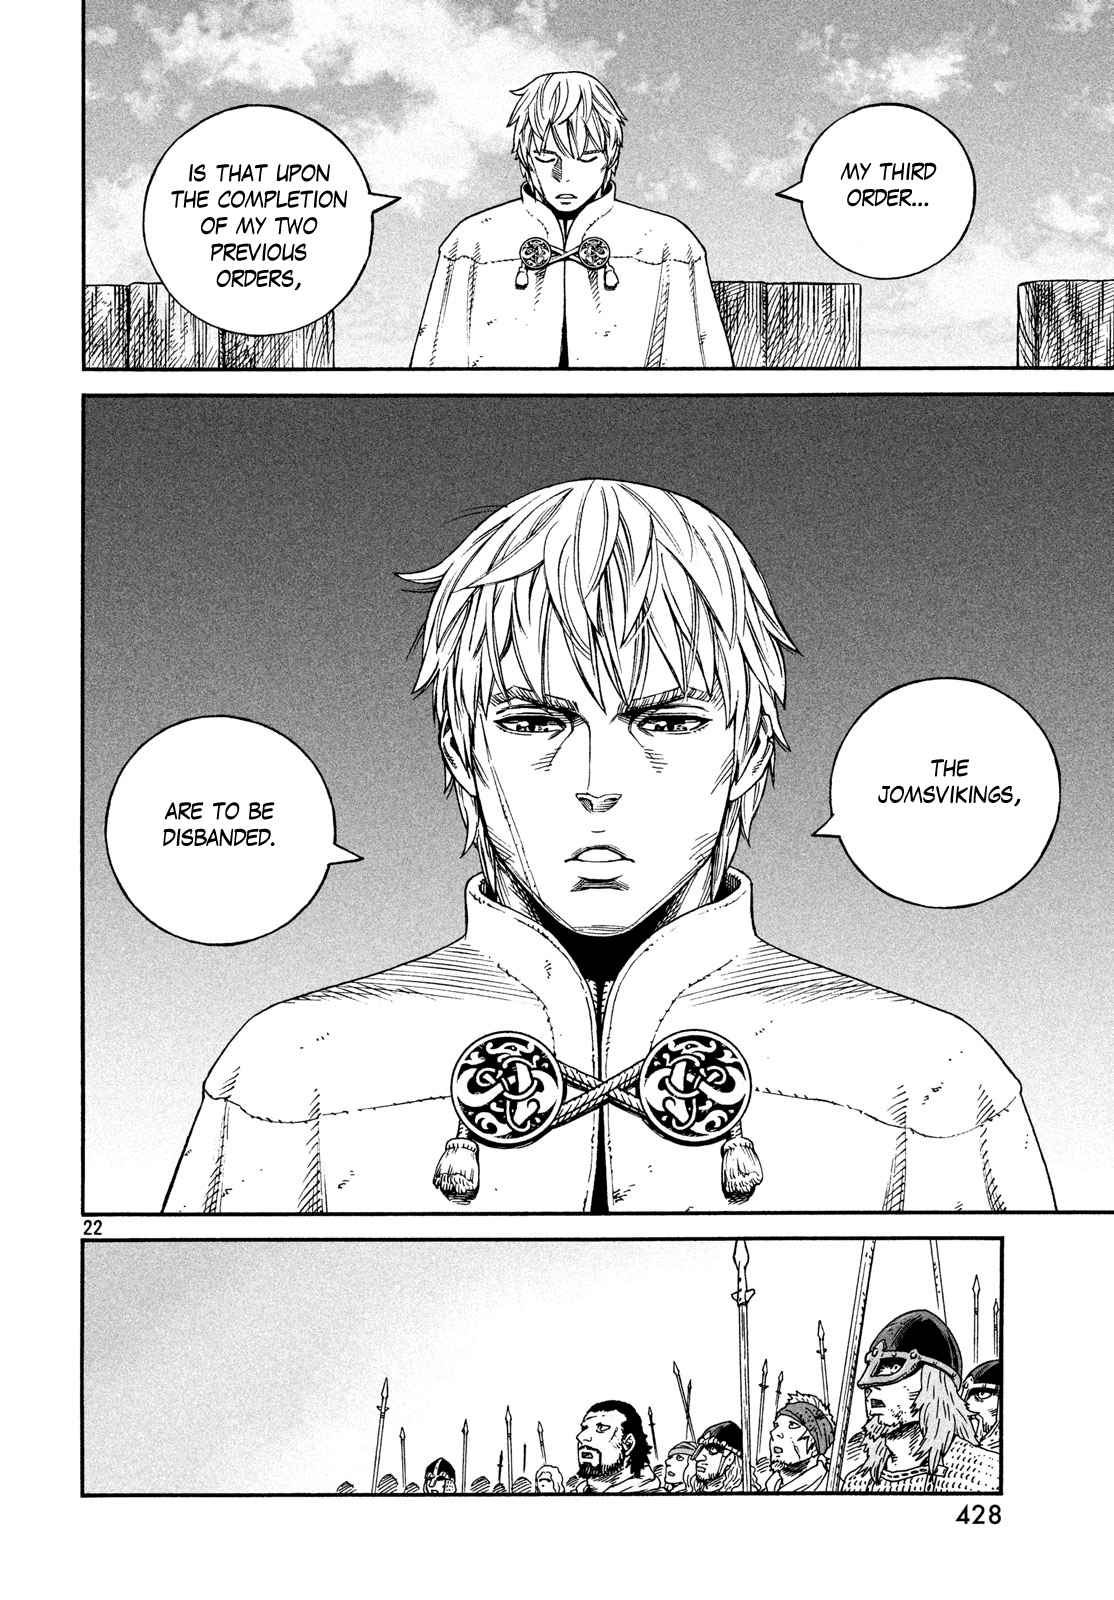 MY THIRD
ORDER...
IS THAT UPON
THE COMPLETION
OF MY TWO
PREVIOUS
ORDERS,
THE
JOMSVIKINGS,
ARE TO BE
DISBANDED.
22
428